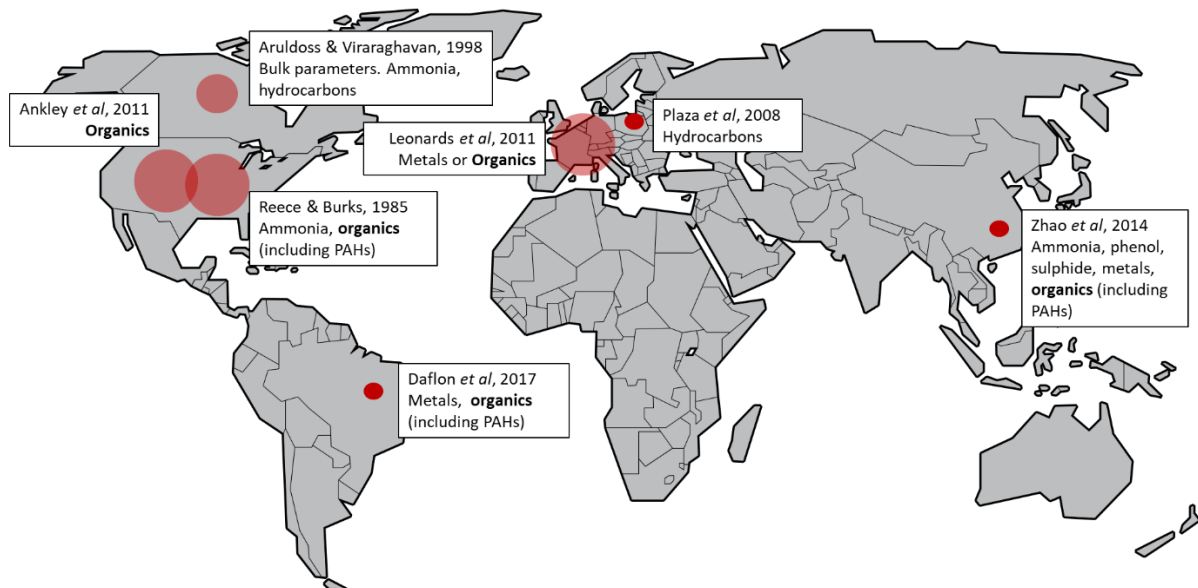 Aruldoss & Viraraghavan, 1998
Bulk parameters. Ammonia,
hydrocarbons
Ankley et al, 2011
Organics
Leonards et al, 2011
Metals or Organics
Plaza et al, 2008
Hydrocarbons
Reece & Burks, 1985
Ammonia, organics
(including PAHs)
Zhao et al, 2014
Ammonia, phenol,
sulphide, metals,
organics (including
PAHs)
Daflon et al, 2017
Metals, organics
(including PAHs)